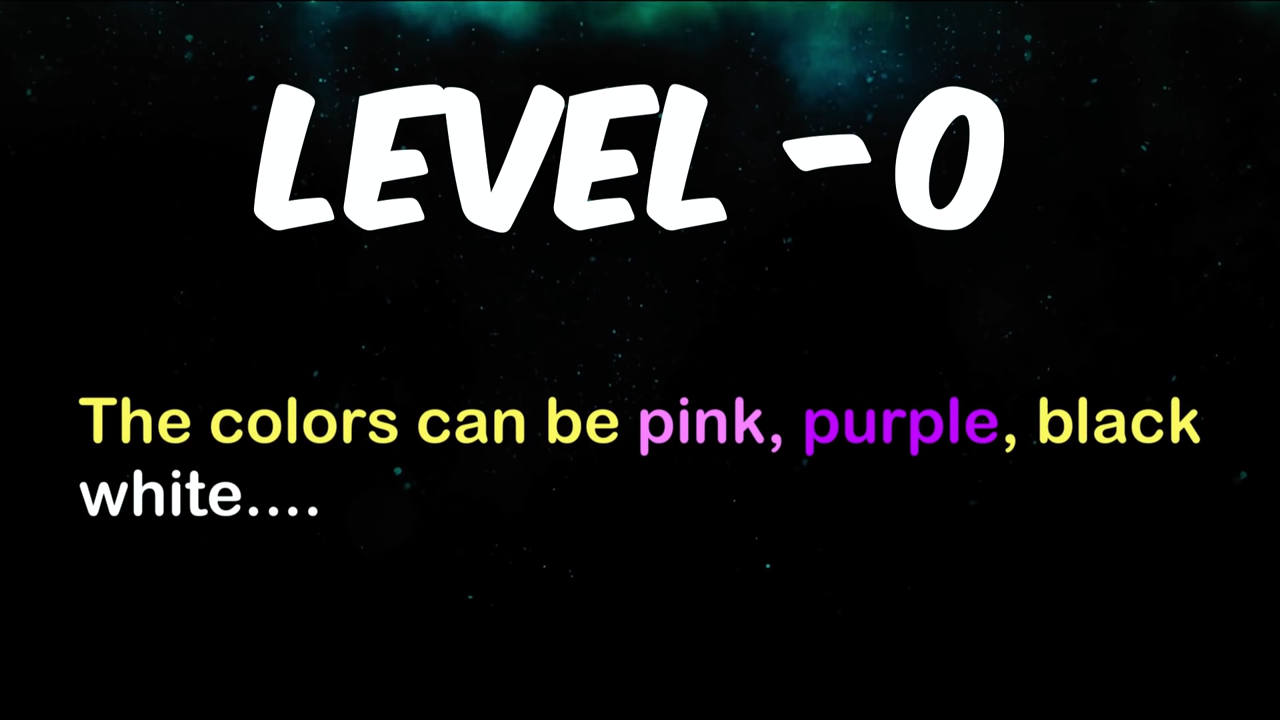 LEVEL - 0
The colors can be pink, purple, black
white....